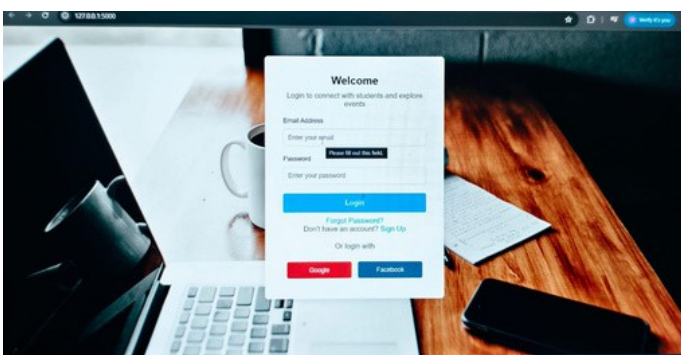 127.0.0.1:5000
Verify it's you
Welcome
Login to connect with students and explore
events
Email Address
Enter your email
Please fill out this field.
Password
Enter your password
Login
Forgot Password?
Don't have an account? Sign Up
Or login with
Google
Facebook